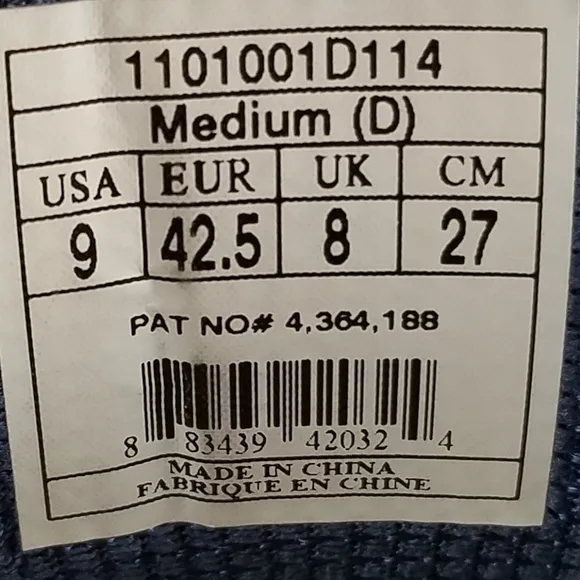 1101001D114
Medium (D)
USA EUR UK CM
9 42.5 8 27
PAT NO# 4,364,188
8 83439 42032 4
MADE IN CHINA
FABRIQUE EN CHINE